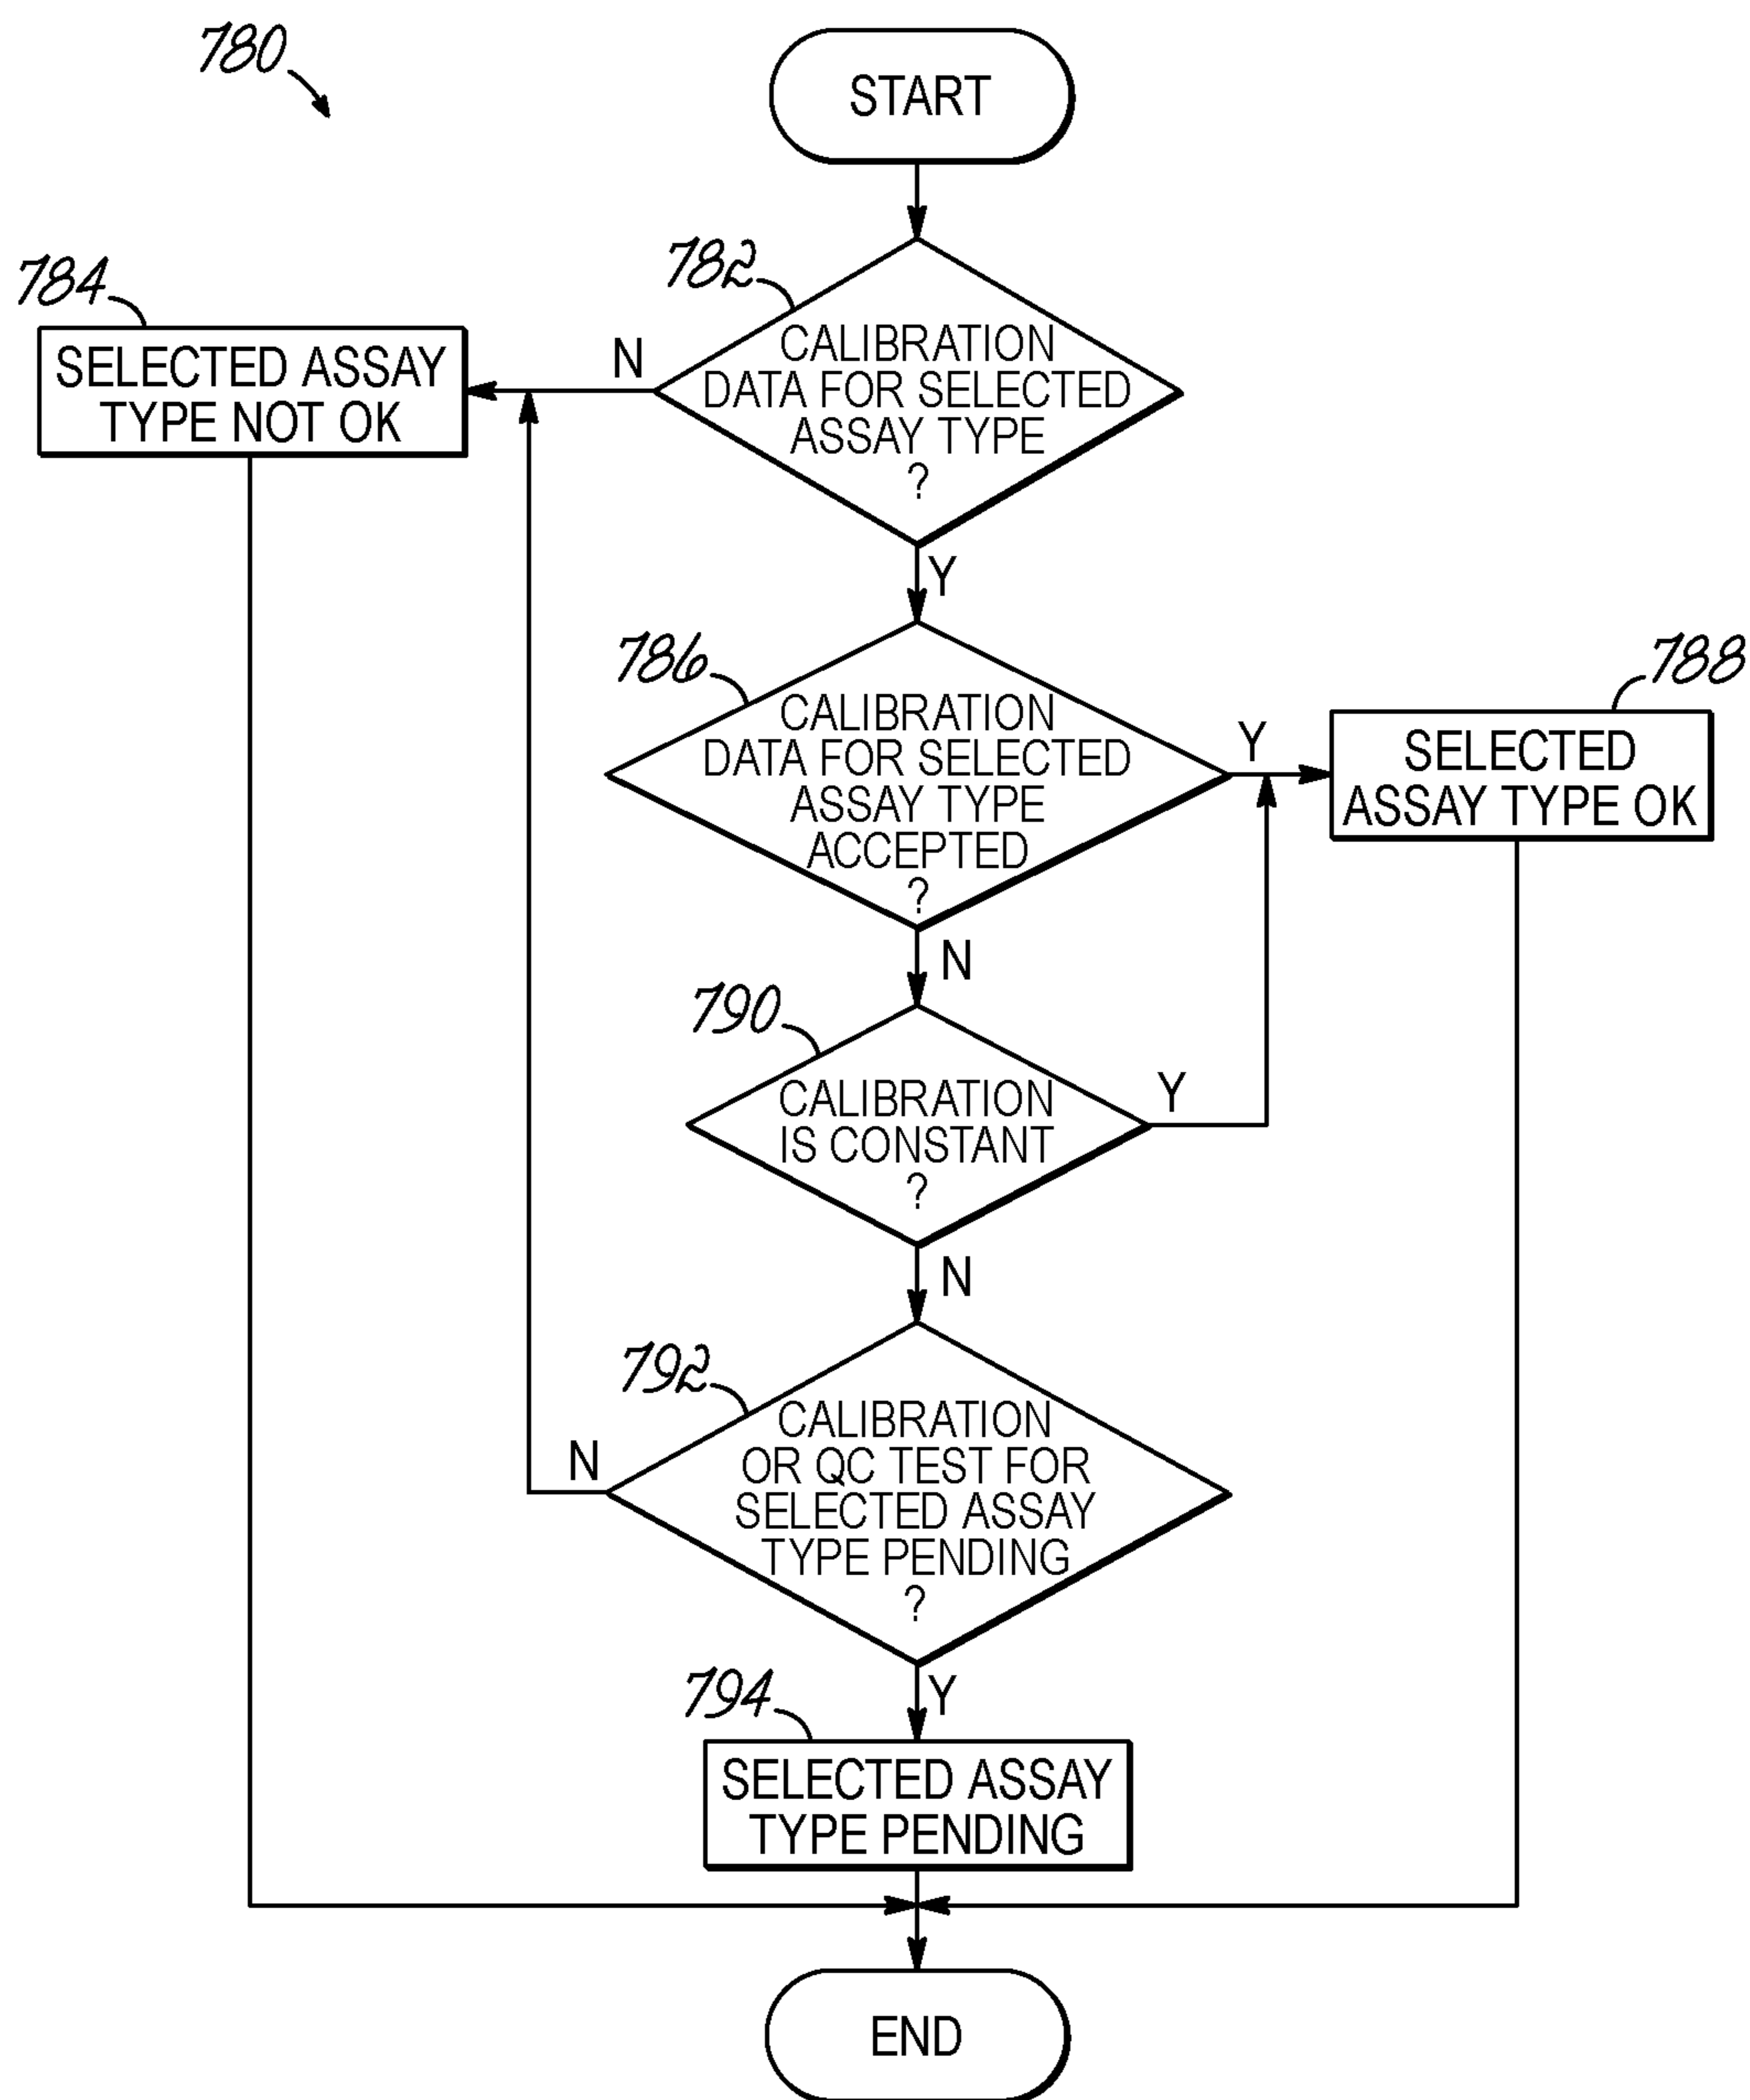 780
START
782
CALIBRATION
DATA FOR SELECTED
ASSAY TYPE
?
N
784
SELECTED ASSAY
TYPE NOT OK
Y
786
CALIBRATION
DATA FOR SELECTED
ASSAY TYPE
ACCEPTED
?
Y
788
SELECTED
ASSAY TYPE OK
N
790
CALIBRATION
IS CONSTANT
?
Y
N
792
CALIBRATION
OR QC TEST FOR
SELECTED ASSAY
TYPE PENDING
?
N
Y
794
SELECTED ASSAY
TYPE PENDING
END